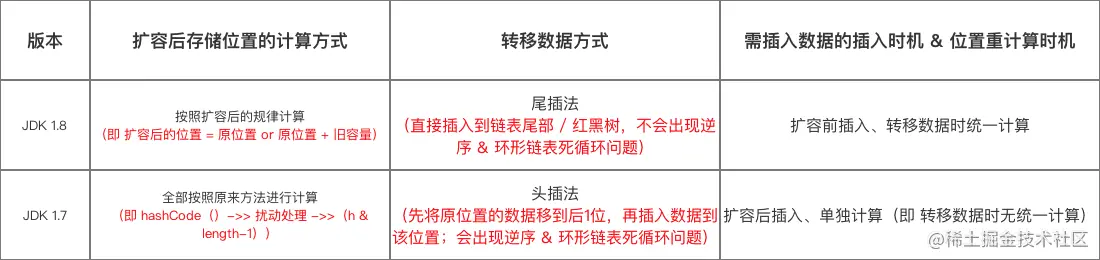 版本
扩容后存储位置的计算方式
转移数据方式
需插入数据的插入时机 & 位置重计算时机
JDK 1.8
按照扩容后的规律计算
（即 扩容后的位置 = 原位置 or 原位置 + 旧容量）
尾插法
（直接插入到链表尾部 / 红黑树，不会出现逆
序 & 环形链表死循环问题）
扩容前插入、转移数据时统一计算
JDK 1.7
全部按照原来方法进行计算
（即 hashCode（）->> 扰动处理 ->>（h &
length-1））
头插法
（先将原位置的数据移到后1位，再插入数据到
该位置；会出现逆序 & 环形链表死循环问题）
扩容后插入、单独计算（即 转移数据时无统一计算）
@稀土掘金技术社区